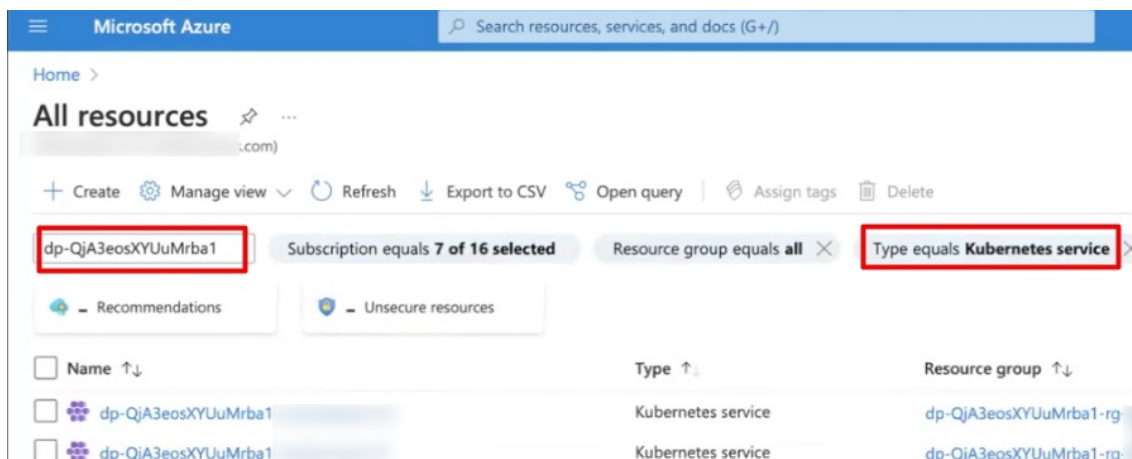 Microsoft Azure
Search resources, services, and docs (G+/)
Home >
All resources ...
.com)
+ Create Manage view Refresh Export to CSV Open query Assign tags Delete
dp-QjA3eosXYUuMrba1 Subscription equals 7 of 16 selected Resource group equals all Type equals Kubernetes service
- Recommendations - Unsecure resources
Name ↑↓ Type ↑↓ Resource group ↑↓
dp-QjA3eosXYUuMrba1 Kubernetes service dp-QjA3eosXYUuMrba1-rg-
dp-QjA3eosXYUuMrba1 Kubernetes service dp-QjA3eosXYUuMrba1-rg-